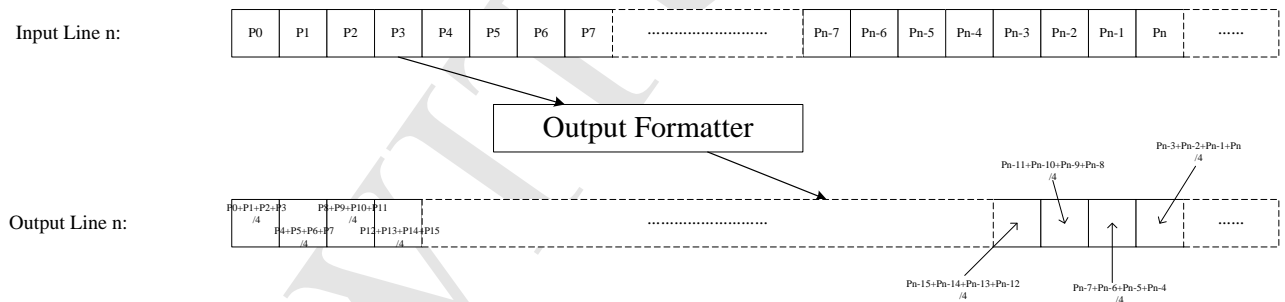 Input Line n: P0 P1 P2 P3 P4 P5 P6 P7 ........................... Pn-7 Pn-6 Pn-5 Pn-4 Pn-3 Pn-2 Pn-1 Pn ......
Output Formatter
Pn-3+Pn-2+Pn-1+Pn
/4
Pn-11+Pn-10+Pn-9+Pn-8
/4
Output Line n:
P0+P1+P2+P3
/4
P4+P5+P6+P7
/4
P8+P9+P10+P11
/4
P12+P13+P14+P15
/4
...........................
......
Pn-15+Pn-14+Pn-13+Pn-12
/4
Pn-7+Pn-6+Pn-5+Pn-4
/4